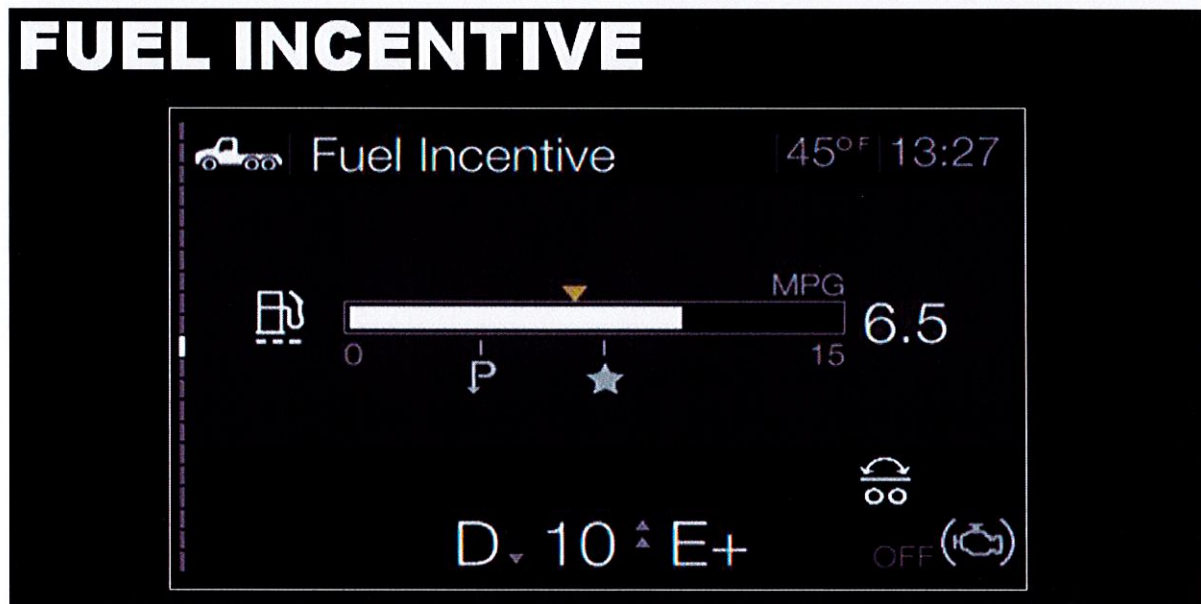 FUEL INCENTIVE
Fuel Incentive
45°F 13:27
MPG
6.5
0
15
P
D 10 E+
OFF